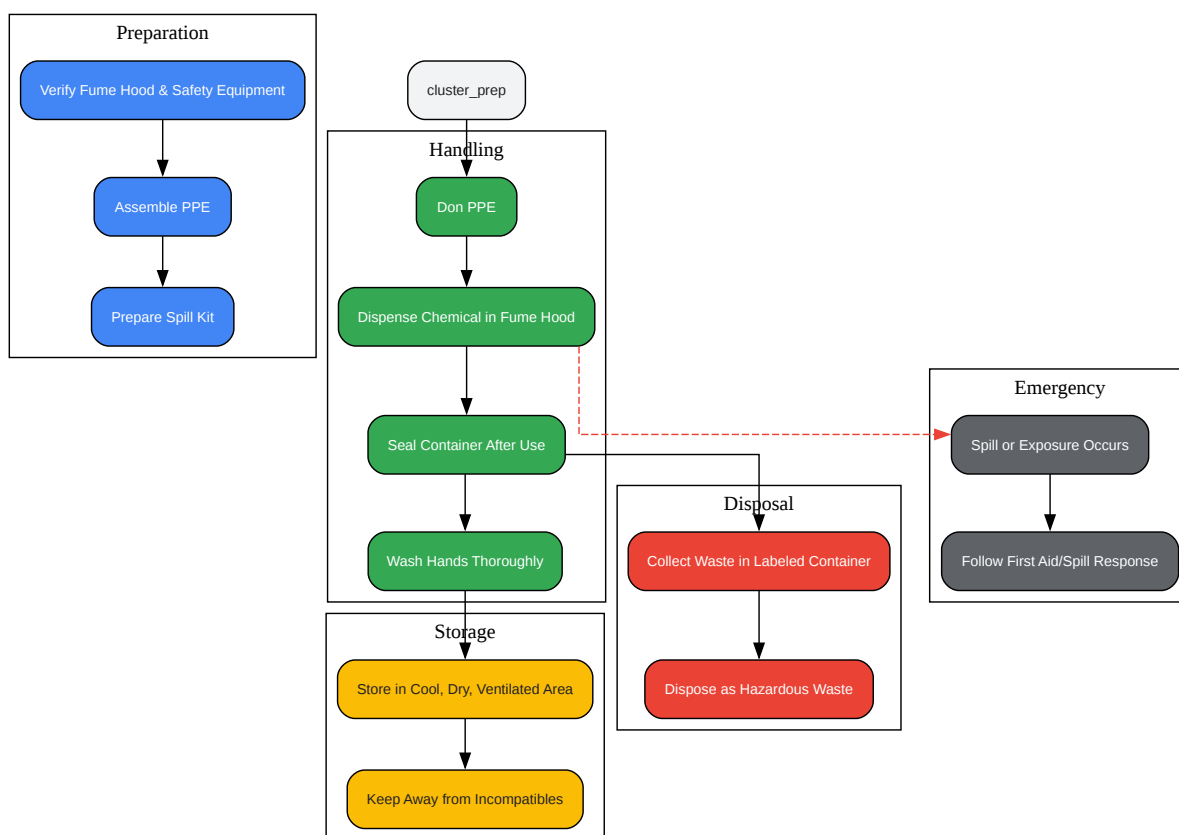 Preparation
Verify Fume Hood & Safety Equipment
Assemble PPE
Prepare Spill Kit
cluster_prep
Handling
Don PPE
Dispense Chemical in Fume Hood
Seal Container After Use
Wash Hands Thoroughly
Storage
Store in Cool, Dry, Ventilated Area
Keep Away from Incompatibles
Disposal
Collect Waste in Labeled Container
Dispose as Hazardous Waste
Emergency
Spill or Exposure Occurs
Follow First Aid/Spill Response